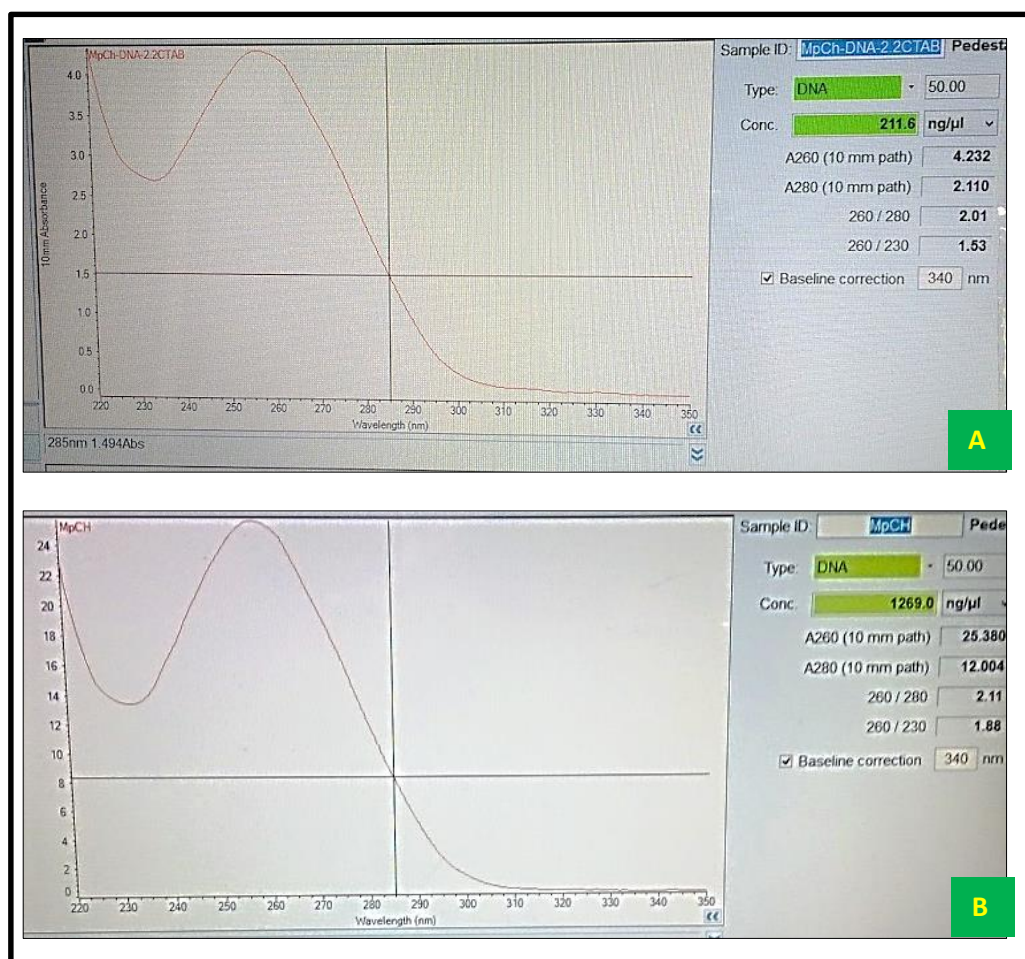 MpCh-DNA-2.2CTAB
4.0
3.5
3.0
2.5
2.0
1.5
1.0
0.5
0.0
10mm Absorbance
220 230 240 250 260 270 280 290 300 310 320 330 340 350
Wavelength (nm)
285nm 1.494Abs
Sample ID: MpCh-DNA-2.2CTAB Pedest
Type: DNA 50.00
Conc. 211.6 ng/µl
A260 (10 mm path) 4.232
A280 (10 mm path) 2.110
260 / 280 2.01
260 / 230 1.53
Baseline correction 340 nm
A
MpCH
24
22
20
18
16
14
12
10
8
6
4
2
0
220 230 240 250 260 270 280 290 300 310 320 330 340 350
Wavelength (nm)
Sample ID: MpCH Pede
Type: DNA 50.00
Conc. 1269.0 ng/µl
A260 (10 mm path) 25.380
A280 (10 mm path) 12.004
260 / 280 2.11
260 / 230 1.88
Baseline correction 340 nm
B